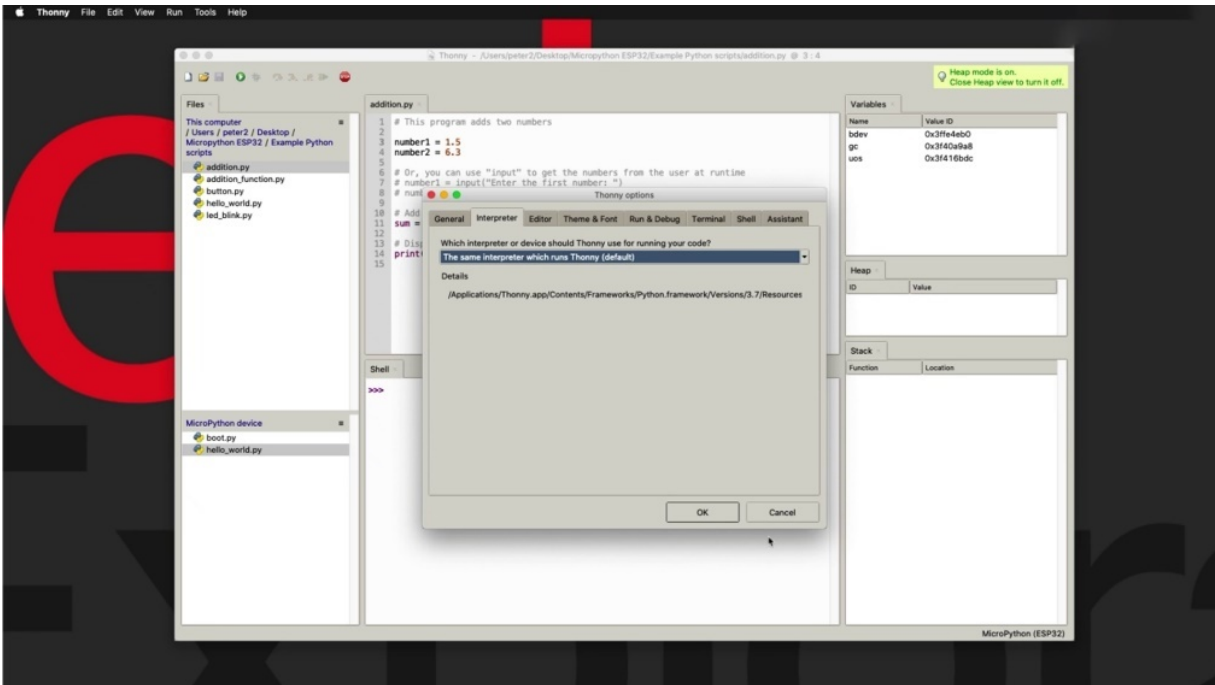 Thonny File Edit View Run Tools Help
Thonny - /Users/peter2/Desktop/Micropython ESP32/Example Python scripts/addition.py @ 3 : 4
Heap mode is on.
Close Heap view to turn it off.
Files
This computer
/ Users / peter2 / Desktop /
Micropython ESP32 / Example Python
scripts
addition.py
addition_function.py
button.py
hello_world.py
led_blink.py
MicroPython device
boot.py
hello_world.py
addition.py
1 # This program adds two numbers
2
3 number1 = 1.5
4 number2 = 6.3
5
6 # Or, you can use "input" to get the numbers from the user at runtime
7 # number1 = input("Enter the first number: ")
8 #
9
10 # Add
11 sum =
12
13 #
14 print
15
Thonny options
General Interpreter Editor Theme & Font Run & Debug Terminal Shell Assistant
Which interpreter or device should Thonny use for running your code?
The same interpreter which runs Thonny (default)
Details
/Applications/Thonny.app/Contents/Frameworks/Python.framework/Versions/3.7/Resources
OK Cancel
Shell
>>>
Variables
Name Value ID
bdev 0x3ffe4eb0
gc 0x3f40a9a8
uos 0x3f416bdc
Heap
ID Value
Stack
Function Location
MicroPython (ESP32)